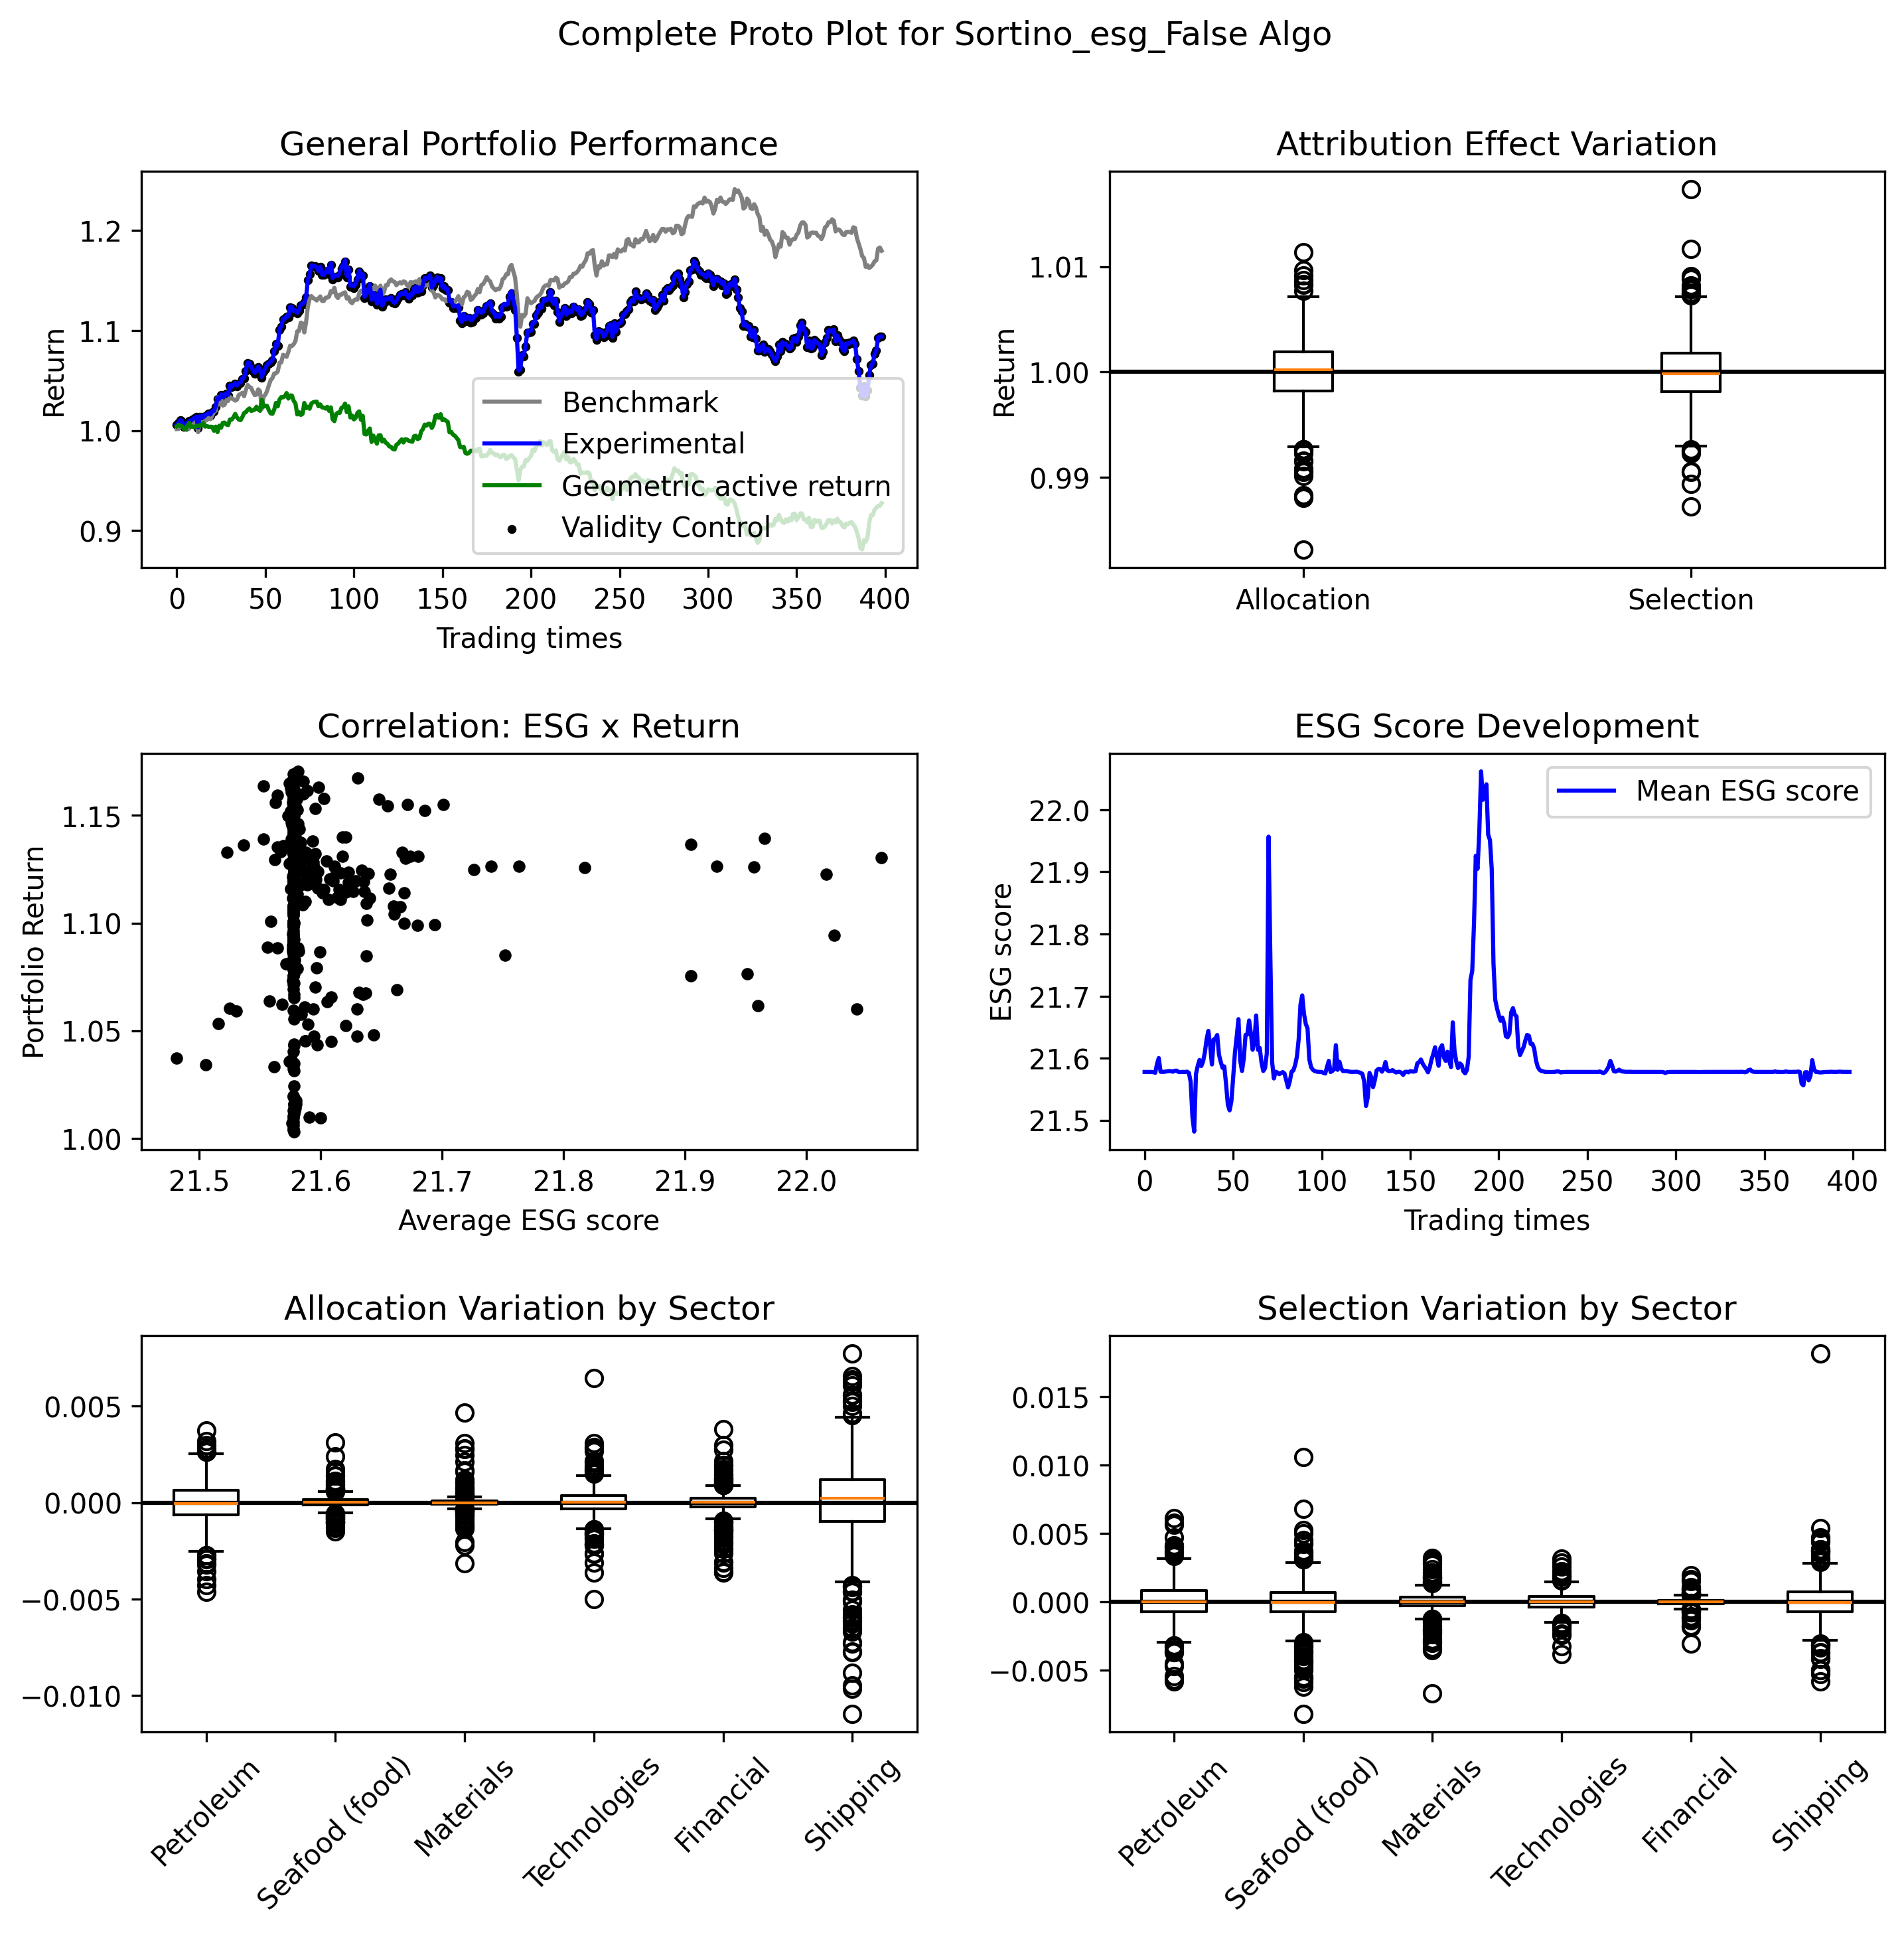 Complete Proto Plot for Sortino_esg_False Algo
General Portfolio Performance
Return
1.2
1.1
1.0
0.9
Benchmark
Experimental
Geometric active return
Validity Control
0 50 100 150 200 250 300 350 400
Trading times
Attribution Effect Variation
Return
1.01
1.00
0.99
Allocation Selection
Correlation: ESG x Return
Portfolio Return
1.15
1.10
1.05
1.00
21.5 21.6 21.7 21.8 21.9 22.0
Average ESG score
ESG Score Development
ESG score
22.0
21.9
21.8
21.7
21.6
21.5
Mean ESG score
0 50 100 150 200 250 300 350 400
Trading times
Allocation Variation by Sector
0.005
0.000
−0.005
−0.010
Petroleum
Seafood (food)
Materials
Technologies
Financial
Shipping
Selection Variation by Sector
0.015
0.010
0.005
0.000
−0.005
Petroleum
Seafood (food)
Materials
Technologies
Financial
Shipping